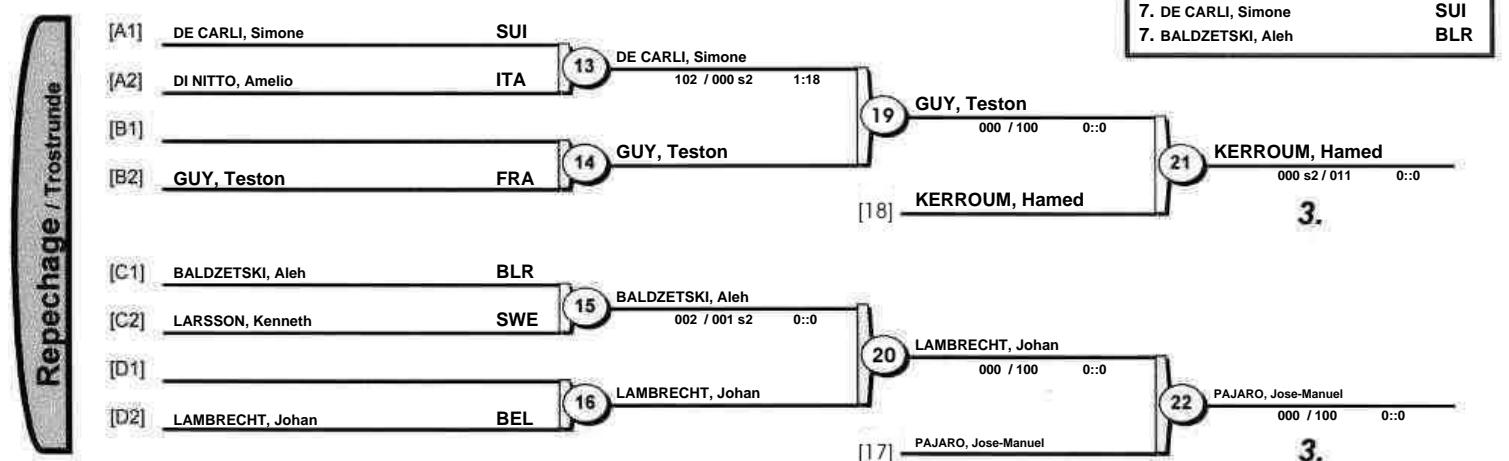 7. DE CARLI, Simone SUI
7. BALDZETSKI, Aleh BLR
Repechage / Trostrunde
[A1] DE CARLI, Simone SUI
13 DE CARLI, Simone
102 / 000 s2 1:18
[A2] DI NITTO, Amelio ITA
19 GUY, Teston
000 / 100 0::0
[B1]
14 GUY, Teston
[B2] GUY, Teston FRA
21 KERROUM, Hamed
000 s2 / 011 0::0
[18] KERROUM, Hamed
3.
[C1] BALDZETSKI, Aleh BLR
15 BALDZETSKI, Aleh
002 / 001 s2 0::0
[C2] LARSSON, Kenneth SWE
20 LAMBRECHT, Johan
000 / 100 0::0
[D1]
16 LAMBRECHT, Johan
[D2] LAMBRECHT, Johan BEL
22 PAJARO, Jose-Manuel
000 / 100 0::0
[17] PAJARO, Jose-Manuel
3.